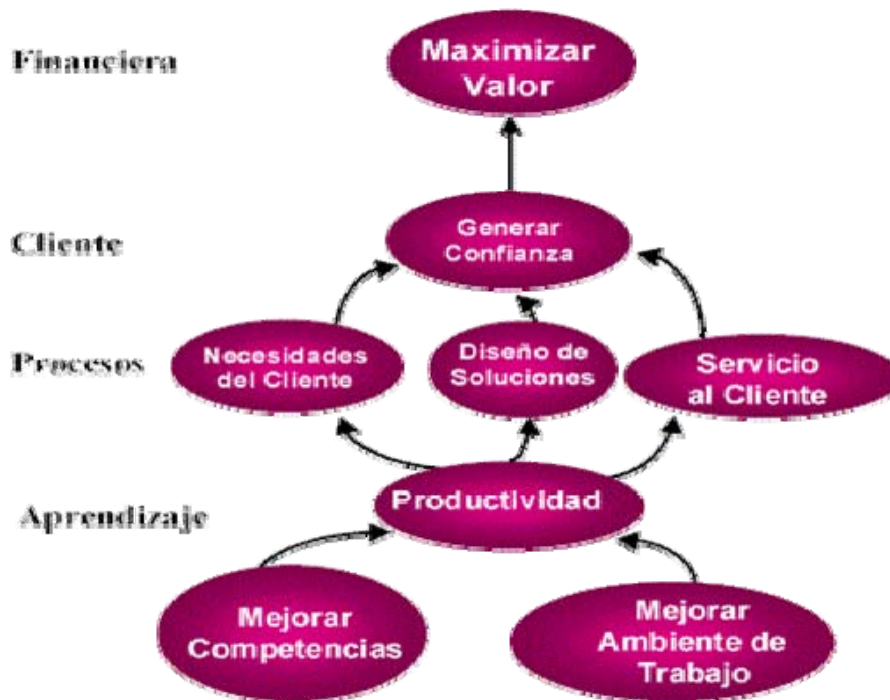 Financiera
Maximizar
Valor
Cliente
Generar
Confianza
Procesos
Necesidades
del Cliente
Diseño de
Soluciones
Servicio
al Cliente
Aprendizaje
Productividad
Mejorar
Competencias
Mejorar
Ambiente de
Trabajo